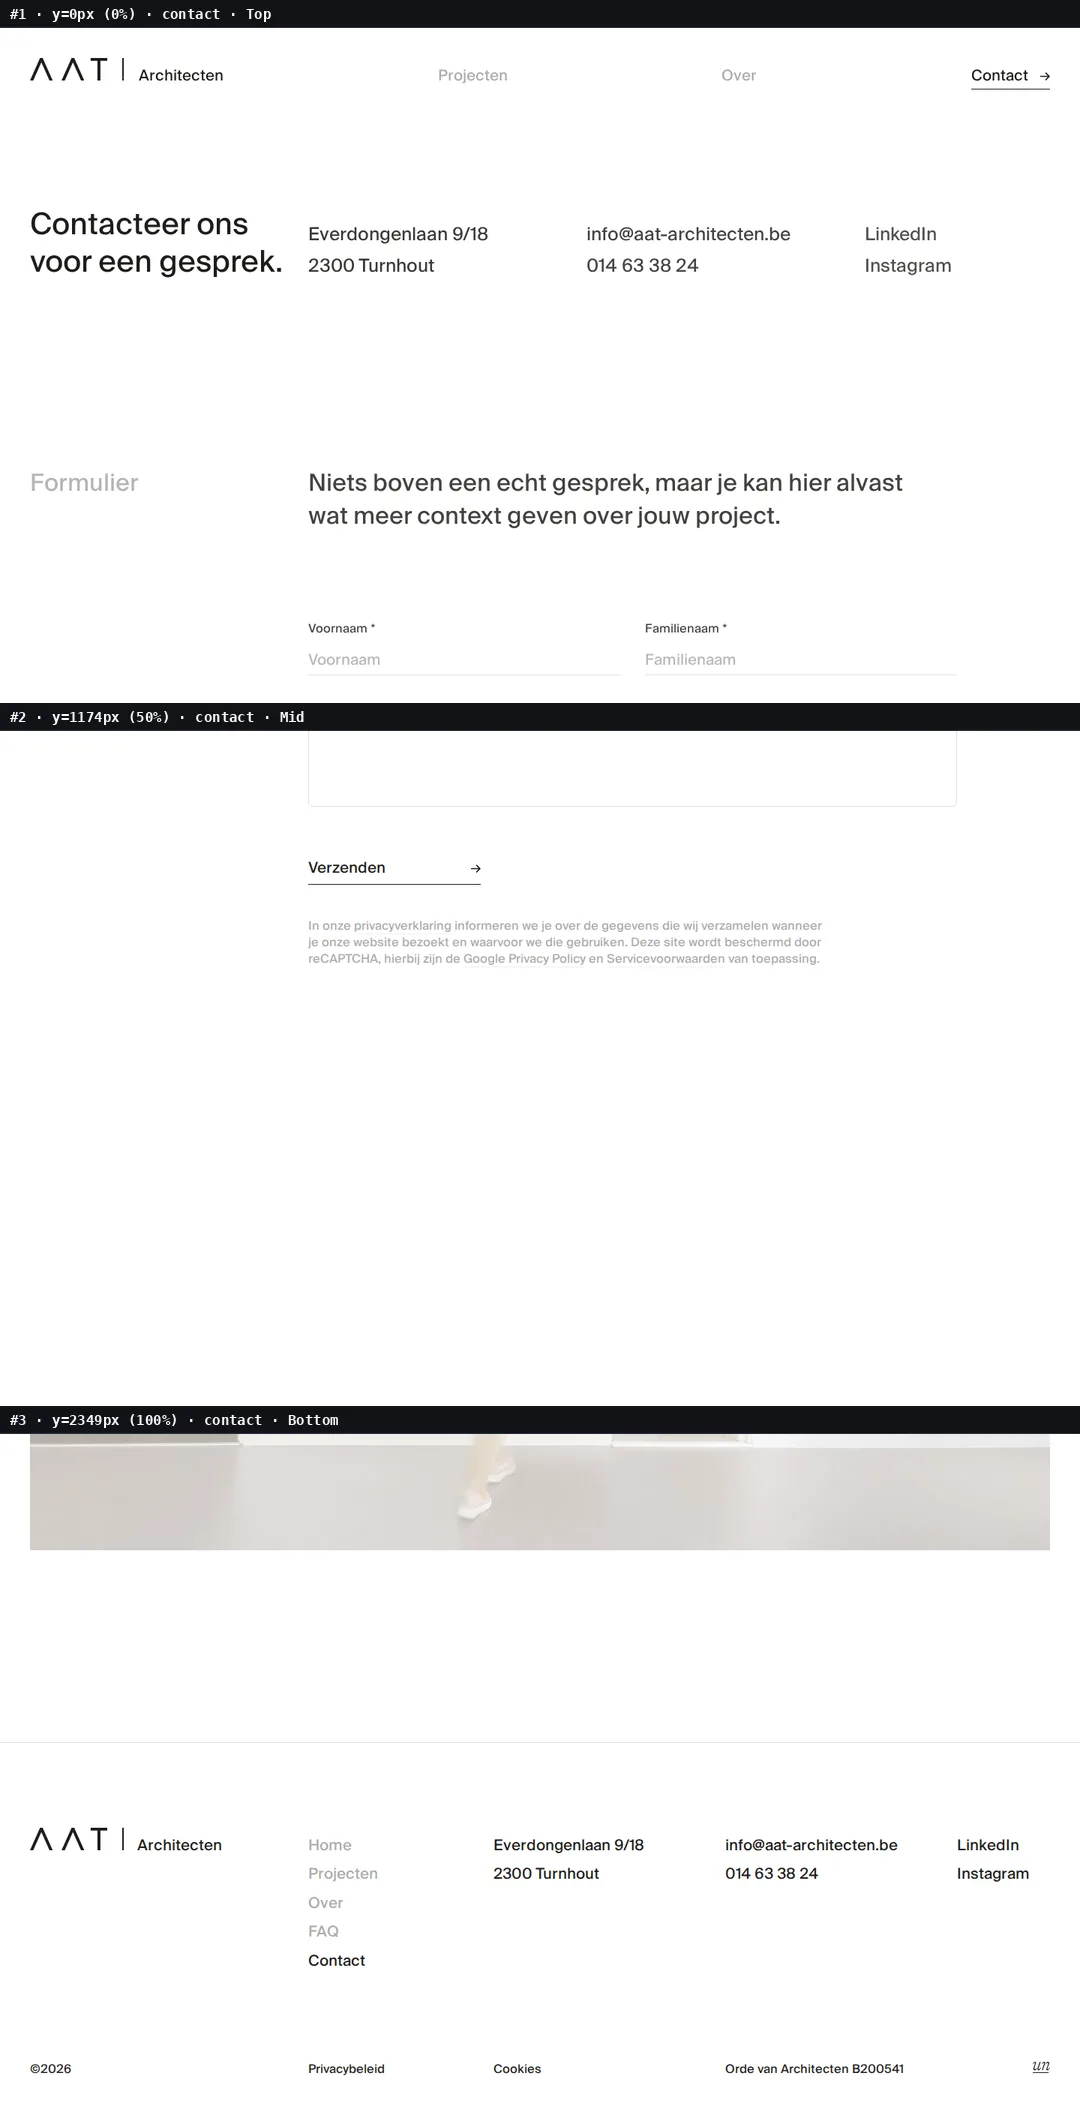 #1 · y=0px (0%) · contact · Top
AAT | Architecten
Projecten
Over
Contact →
Contacteer ons
voor een gesprek.
Everdongenlaan 9/18
2300 Turnhout
info@aat-architecten.be
014 63 38 24
LinkedIn
Instagram
Formulier
Niets boven een echt gesprek, maar je kan hier alvast
wat meer context geven over jouw project.
Voornaam *
Voornaam
Familienaam *
Familienaam
#2 · y=1174px (50%) · contact · Mid
Verzenden →
In onze privacyverklaring informeren we je over de gegevens die wij verzamelen wanneer
je onze website bezoekt en waarvoor we die gebruiken. Deze site wordt beschermd door
reCAPTCHA, hierbij zijn de Google Privacy Policy en Servicevoorwaarden van toepassing.
#3 · y=2349px (100%) · contact · Bottom
AAT | Architecten
Home
Projecten
Over
FAQ
Contact
Everdongenlaan 9/18
2300 Turnhout
info@aat-architecten.be
014 63 38 24
LinkedIn
Instagram
©2026
Privacybeleid
Cookies
Orde van Architecten B200541
un